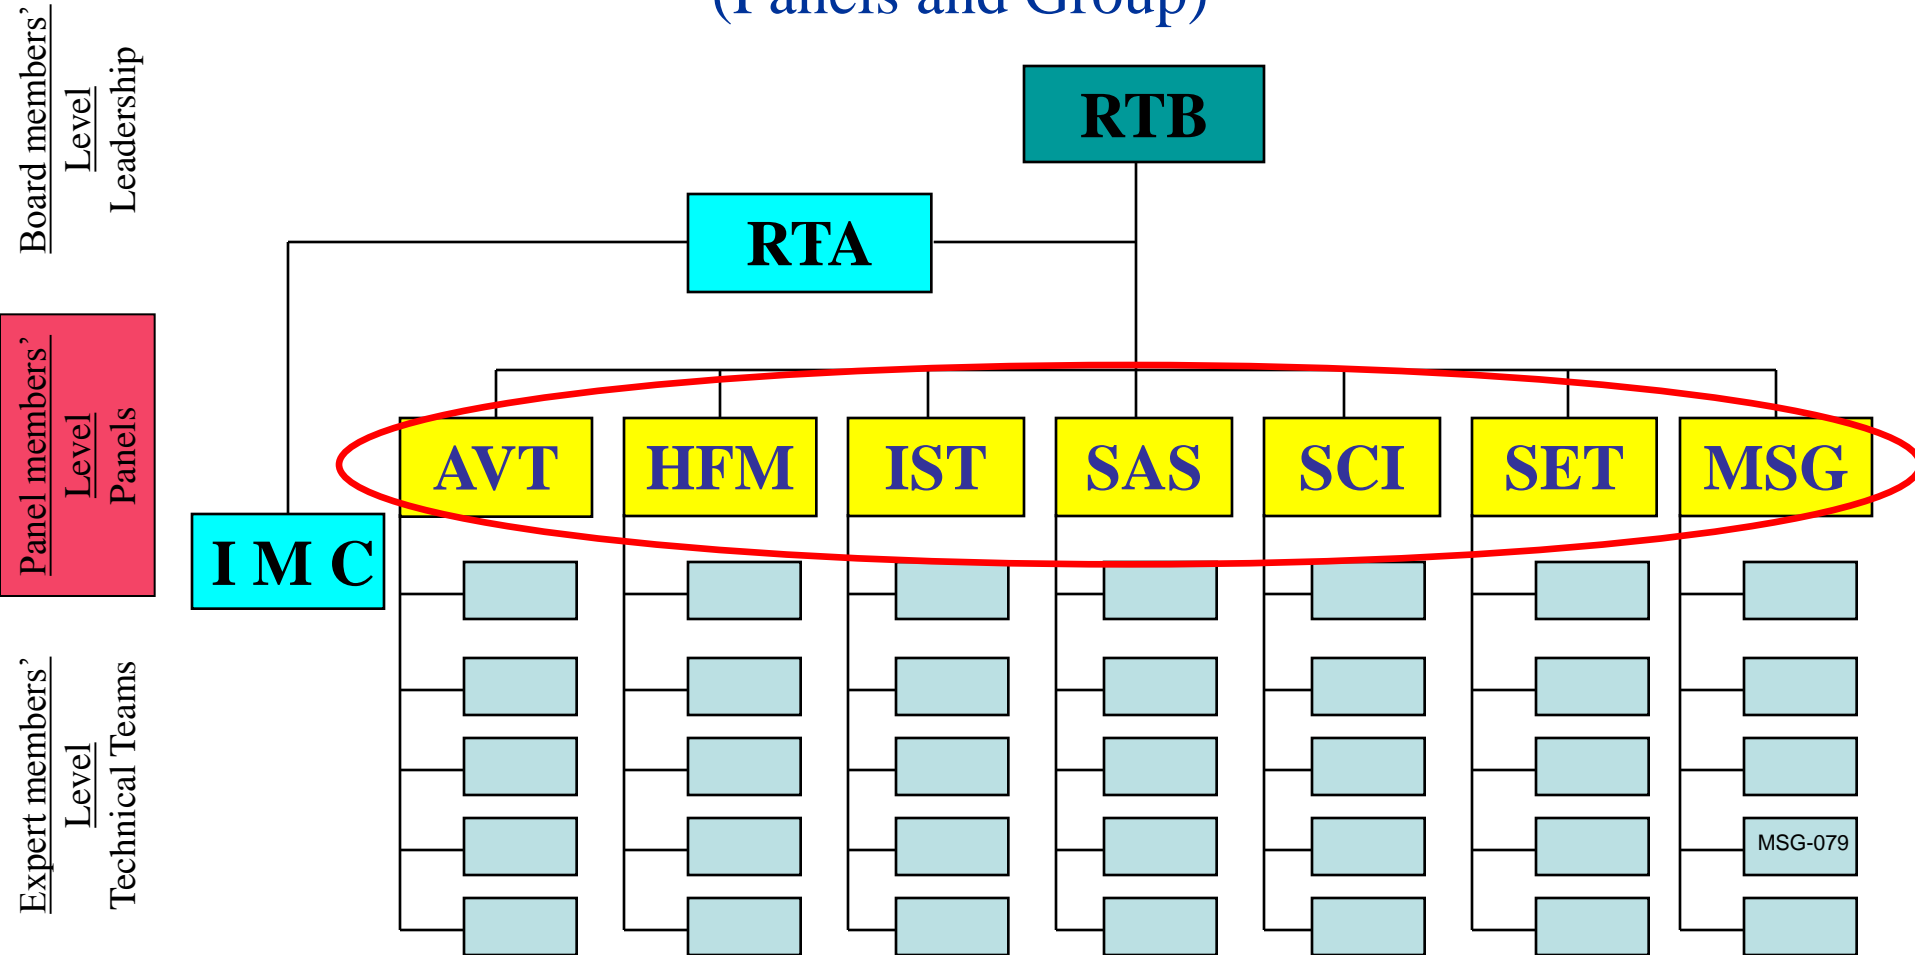 (Panels and Group)
Board members’
Level
Leadership
RTB
RTA
Panel members’
Level
Panels
AVT
HFM
IST
SAS
SCI
SET
MSG
I M C
Expert members’
Level
Technical Teams
MSG-079